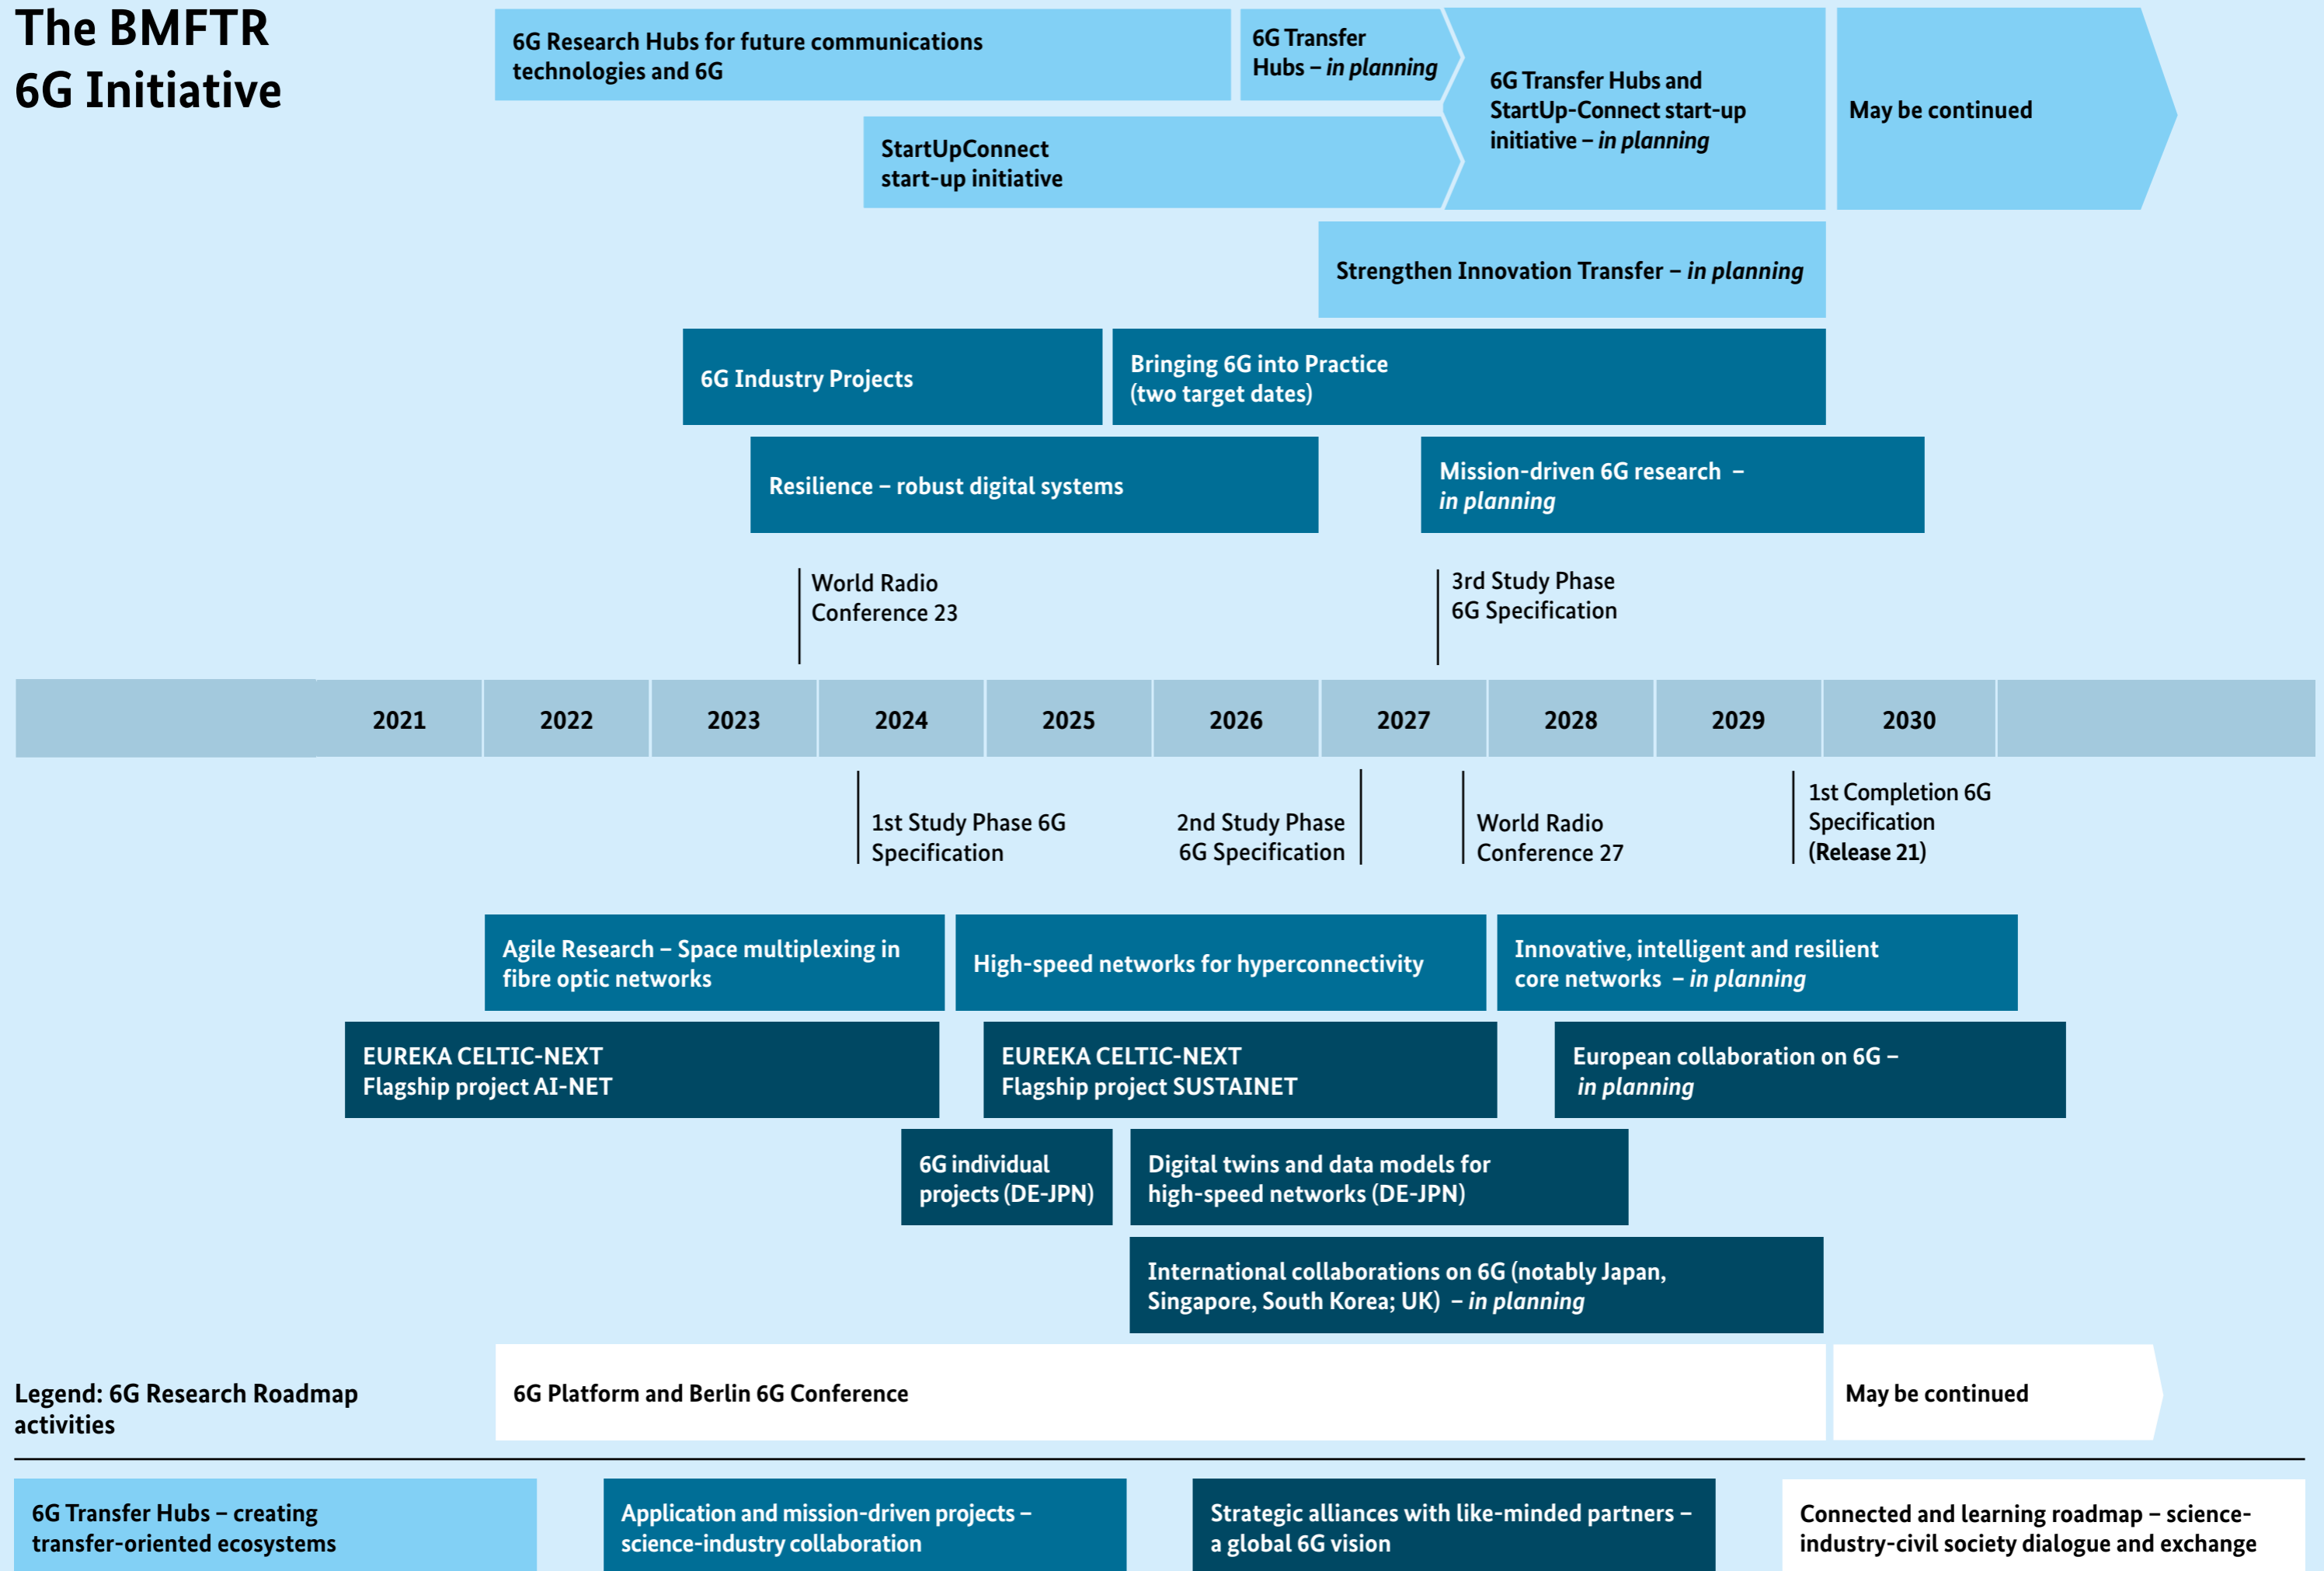 The BMFTR
6G Initiative
6G Research Hubs for future communications
technologies and 6G
6G Transfer
Hubs – in planning
6G Transfer Hubs and
StartUp-Connect start-up
initiative – in planning
May be continued
StartUpConnect
start-up initiative
Strengthen Innovation Transfer – in planning
6G Industry Projects
Bringing 6G into Practice
(two target dates)
Resilience – robust digital systems
Mission-driven 6G research –
in planning
World Radio
Conference 23
3rd Study Phase
6G Specification
2021 2022 2023 2024 2025 2026 2027 2028 2029 2030
1st Study Phase 6G
Specification
2nd Study Phase
6G Specification
World Radio
Conference 27
1st Completion 6G
Specification
(Release 21)
Agile Research – Space multiplexing in
fibre optic networks
High-speed networks for hyperconnectivity
Innovative, intelligent and resilient
core networks – in planning
EUREKA CELTIC-NEXT
Flagship project AI-NET
EUREKA CELTIC-NEXT
Flagship project SUSTAINET
European collaboration on 6G –
in planning
6G individual
projects (DE-JPN)
Digital twins and data models for
high-speed networks (DE-JPN)
International collaborations on 6G (notably Japan,
Singapore, South Korea; UK) – in planning
6G Platform and Berlin 6G Conference
May be continued
Legend: 6G Research Roadmap
activities
6G Transfer Hubs – creating
transfer-oriented ecosystems
Application and mission-driven projects –
science-industry collaboration
Strategic alliances with like-minded partners –
a global 6G vision
Connected and learning roadmap – science-
industry-civil society dialogue and exchange